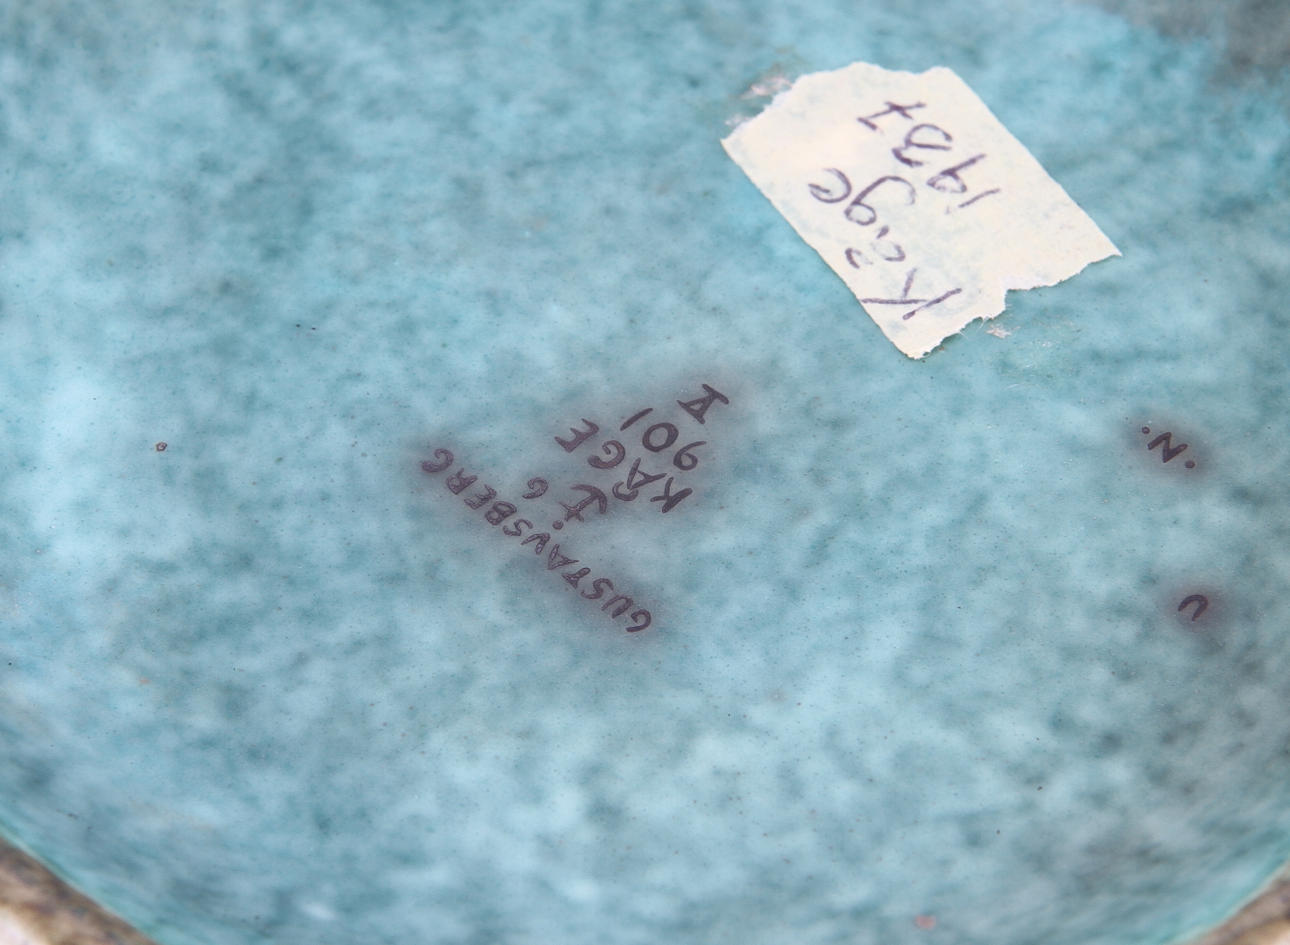 Kåge
1937
GUSTAVSBERG
KÅGE
901
V
.N.
U